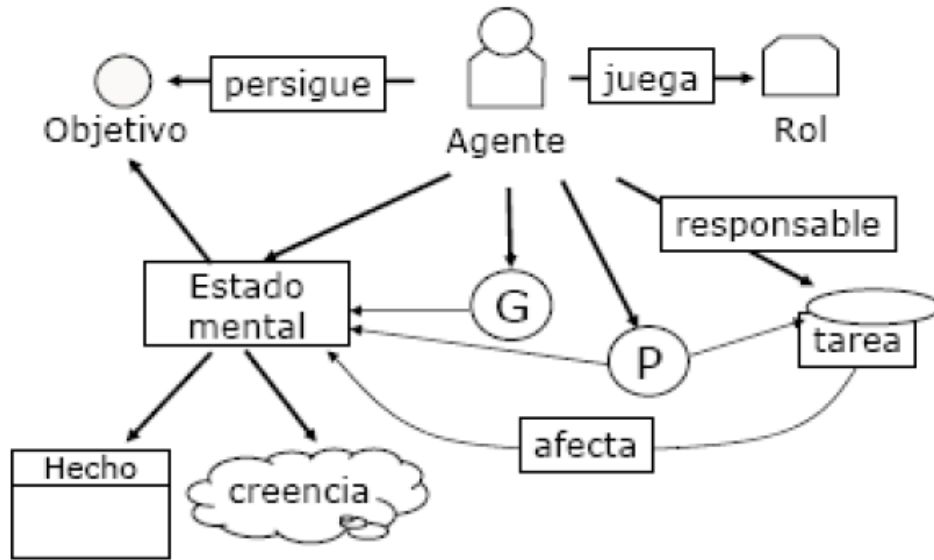 persigue
juega
Objetivo
Agente
Rol
responsable
Estado
mental
G
P
tarea
afecta
Hecho
creencia